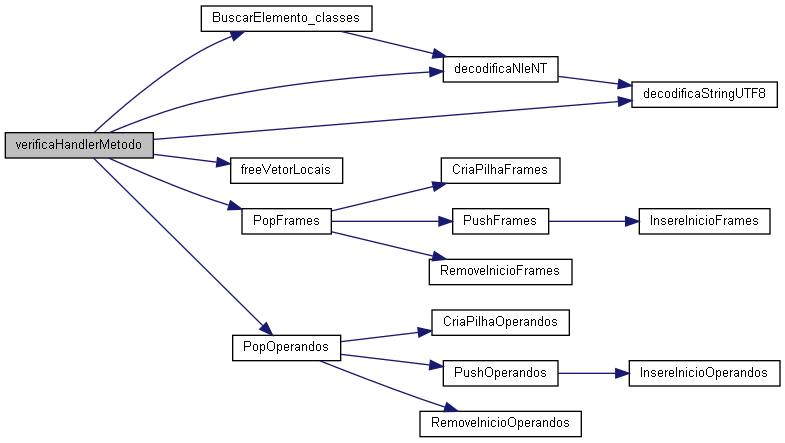 BuscarElemento_classes
decodificaNIeNT
decodificaStringUTF8
verificaHandlerMetodo
freeVetorLocais
CriaPilhaFrames
PopFrames
PushFrames
InsereInicioFrames
RemoveInicioFrames
CriaPilhaOperandos
PopOperandos
PushOperandos
InsereInicioOperandos
RemoveInicioOperandos